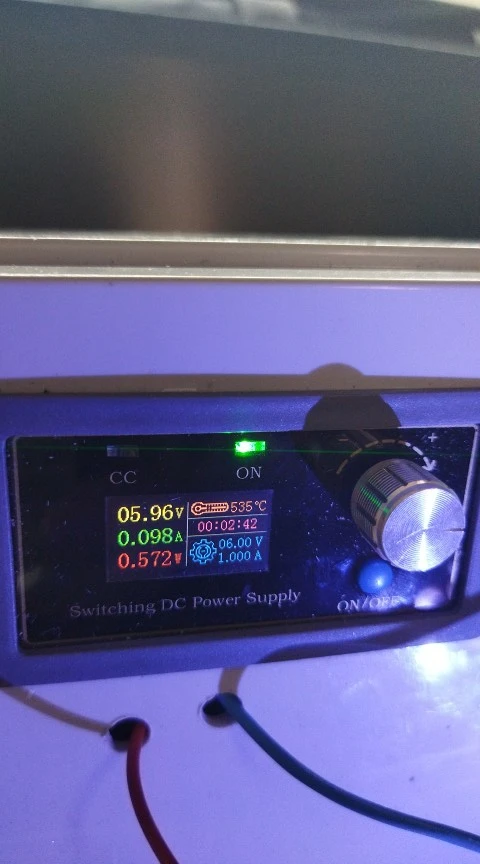 CC ON
05.96V 535℃
0.098A 00:02:42
0.572W 06.00 V
1.000 A
Switching DC Power Supply
ON/OFF
+